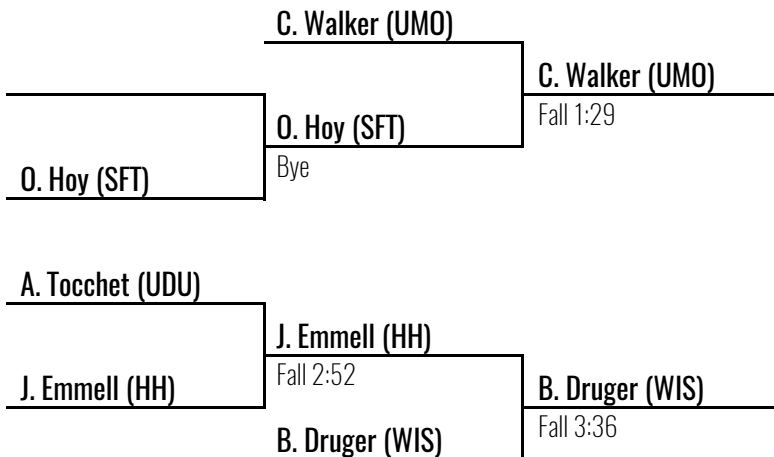 C. Walker (UMO)
C. Walker (UMO)
Fall 1:29
O. Hoy (SFT)
Bye
O. Hoy (SFT)
A. Tocchet (UDU)
J. Emmell (HH)
Fall 2:52
J. Emmell (HH)
B. Druger (WIS)
Fall 3:36
B. Druger (WIS)